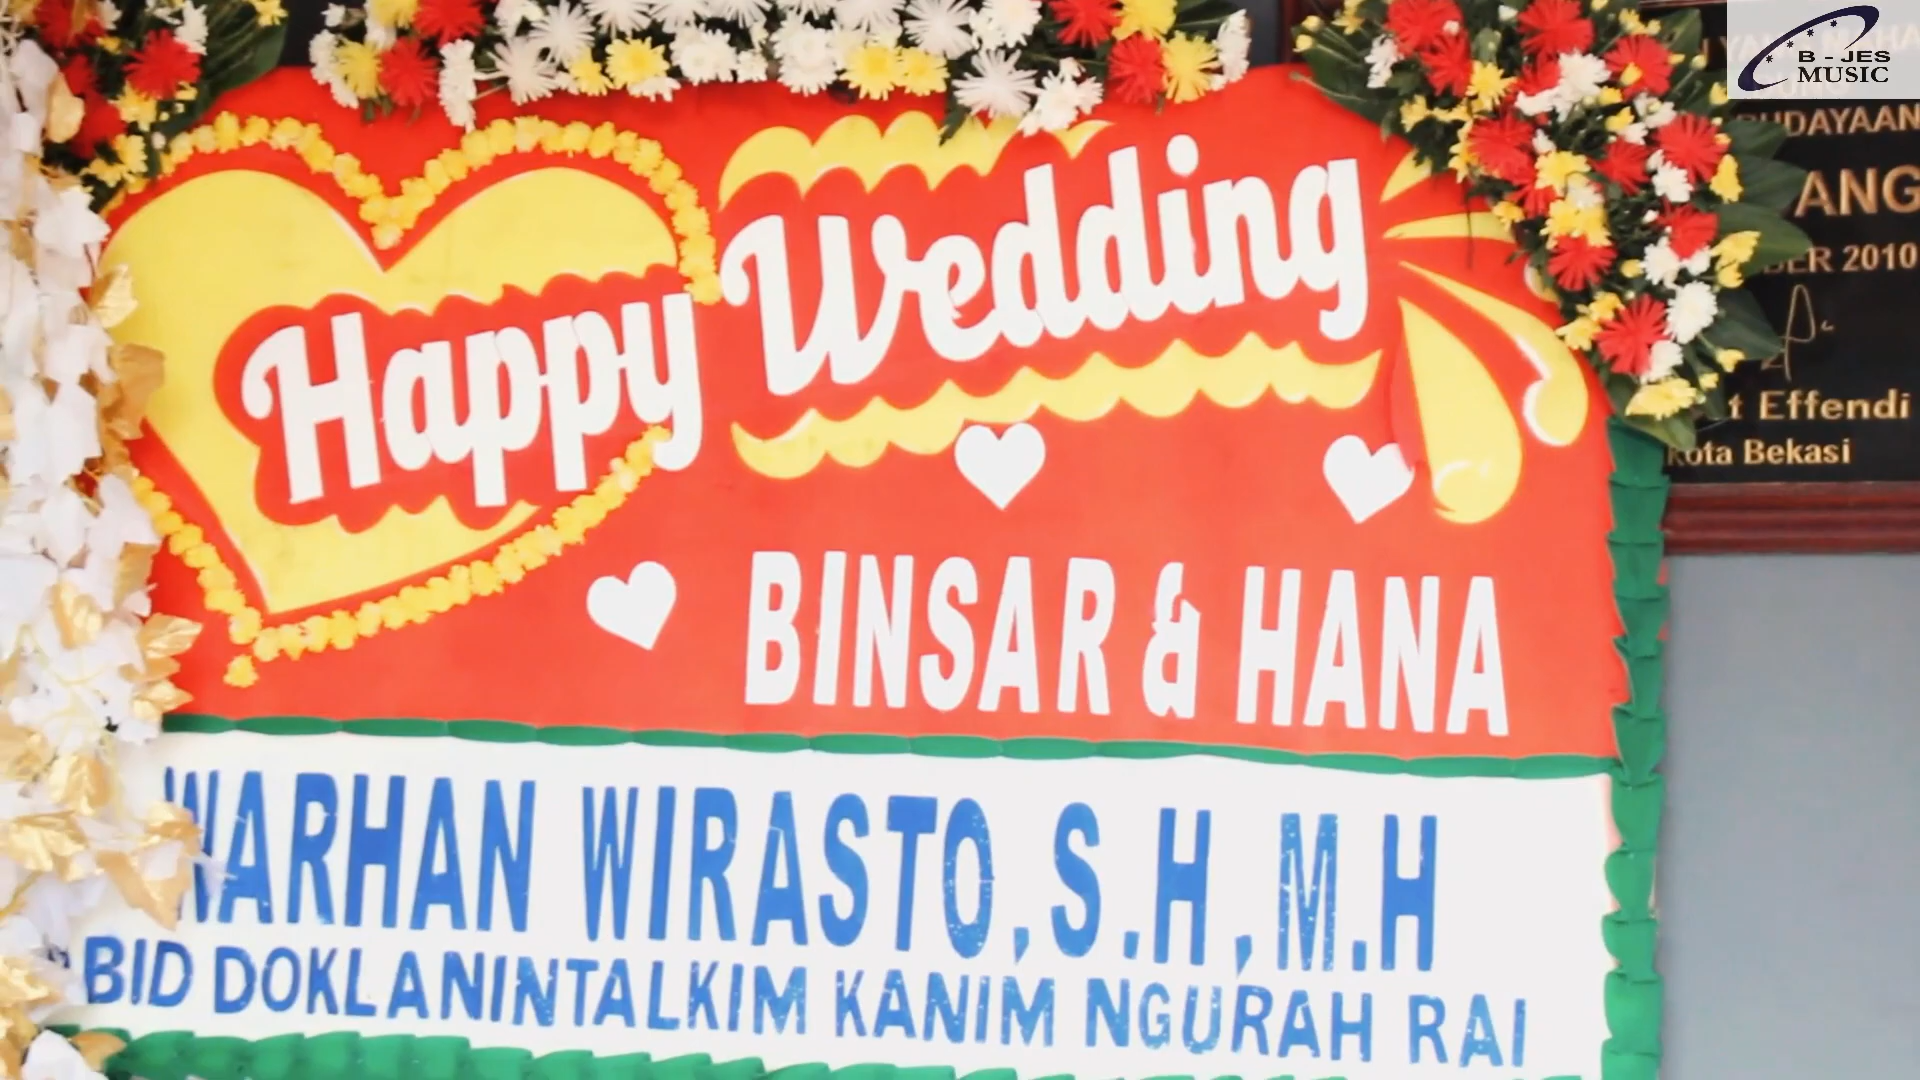 Happy Wedding
BINSAR & HANA
WARHAN WIRASTO, S.H, M.H
BID DOKLANINTALKIM KANIM NGURAH RAI
B - JES
MUSIC
ANG
BER 2010
t Effendi
Kota Bekasi